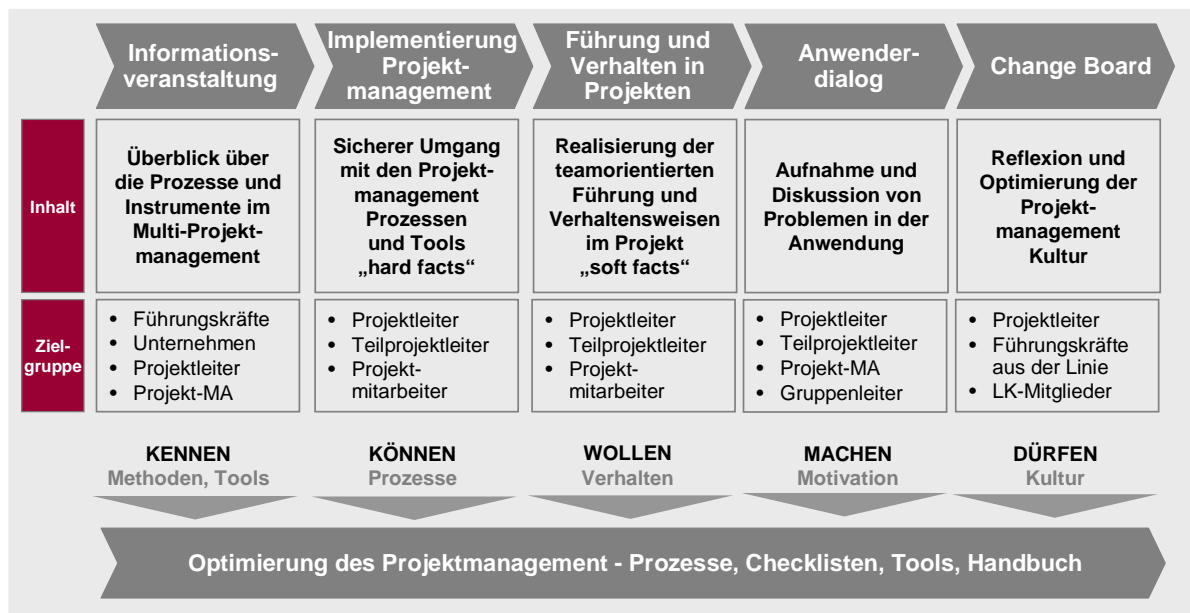 Informations-
veranstaltung
Implementierung
Projekt-
management
Führung und
Verhalten in
Projekten
Anwender-
dialog
Change Board
Inhalt
Überblick über
die Prozesse und
Instrumente im
Multi-Projekt-
management
Sicherer Umgang
mit den Projekt-
management
Prozessen
und Tools
„hard facts“
Realisierung der
teamorientierten
Führung und
Verhaltensweisen
im Projekt
„soft facts“
Aufnahme und
Diskussion von
Problemen in der
Anwendung
Reflexion und
Optimierung der
Projekt-
management
Kultur
Ziel-
gruppe
• Führungskräfte
• Unternehmen
• Projektleiter
• Projekt-MA
• Projektleiter
• Teilprojektleiter
• Projekt-
mitarbeiter
• Projektleiter
• Teilprojektleiter
• Projekt-
mitarbeiter
• Projektleiter
• Teilprojektleiter
• Projekt-MA
• Gruppenleiter
• Projektleiter
• Führungskräfte
aus der Linie
• LK-Mitglieder
KENNEN
Methoden, Tools
KÖNNEN
Prozesse
WOLLEN
Verhalten
MACHEN
Motivation
DÜRFEN
Kultur
Optimierung des Projektmanagement - Prozesse, Checklisten, Tools, Handbuch